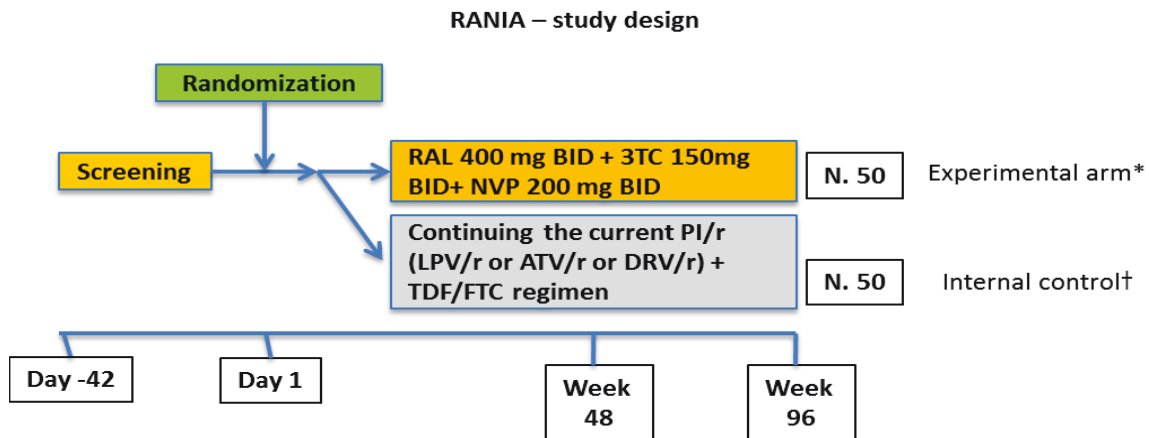 RANIA – study design
Randomization
Screening
RAL 400 mg BID + 3TC 150mg
BID+ NVP 200 mg BID
N. 50
Experimental arm*
Continuing the current PI/r
(LPV/r or ATV/r or DRV/r) +
TDF/FTC regimen
N. 50
Internal control†
Day -42
Day 1
Week
48
Week
96